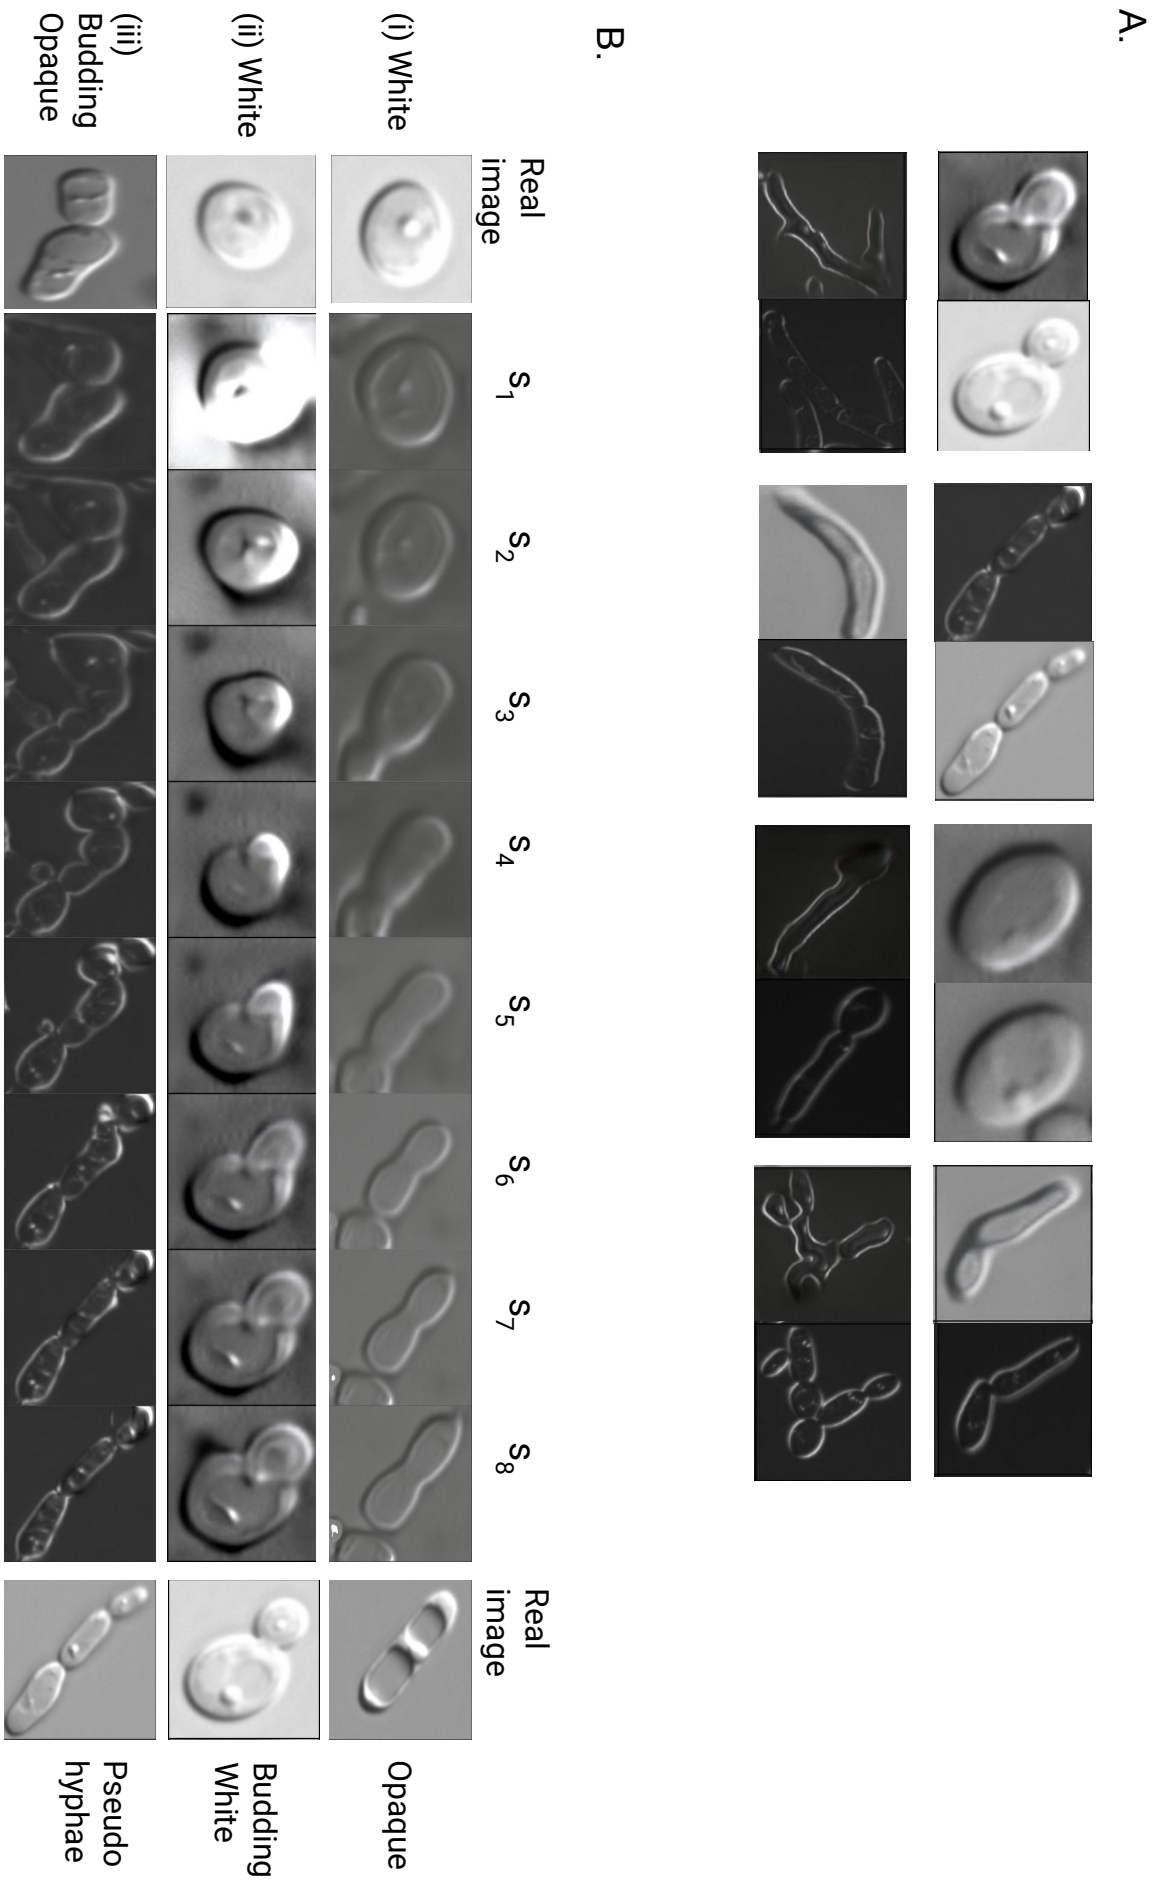 A.
B.
Real
image
S1
S2
S3
S4
S5
S6
S7
S8
Real
image
(i) White
Opaque
(ii) White
Budding
White
(iii)
Budding
Opaque
Pseudo
hyphae